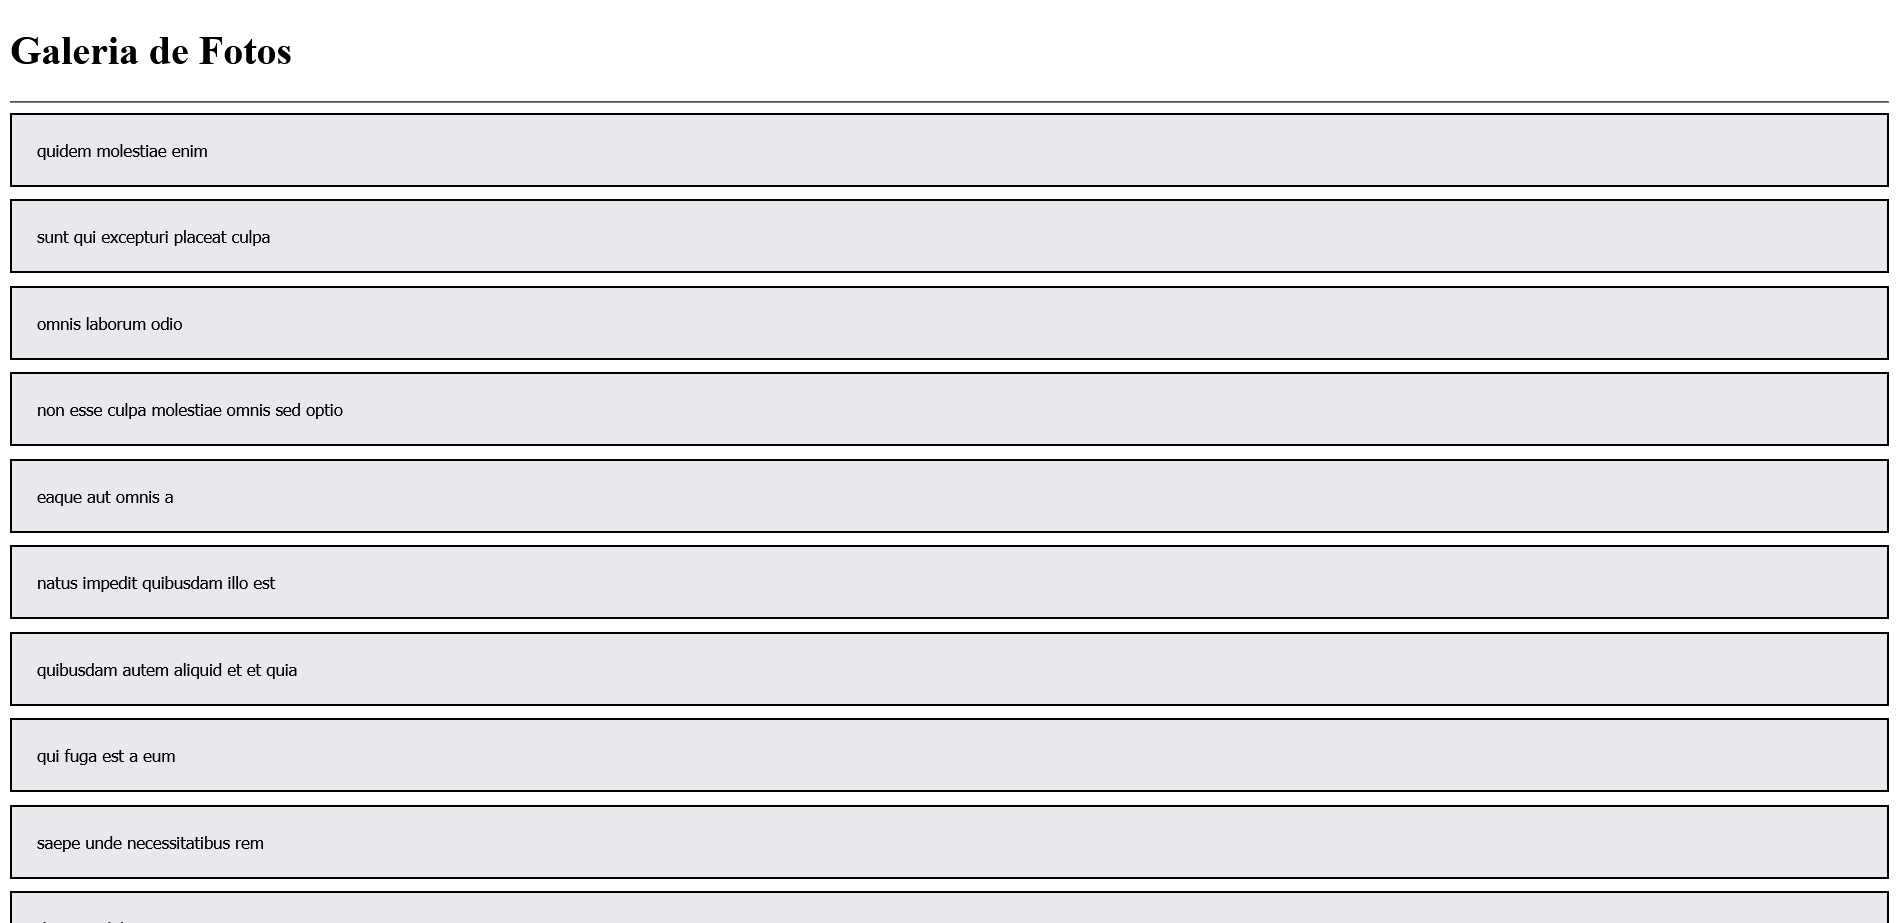 Galeria de Fotos
quidem molestiae enim
sunt qui excepturi placeat culpa
omnis laborum odio
non esse culpa molestiae omnis sed optio
eaque aut omnis a
natus impedit quibusdam illo est
quibusdam autem aliquid et et quia
qui fuga est a eum
saepe unde necessitatibus rem